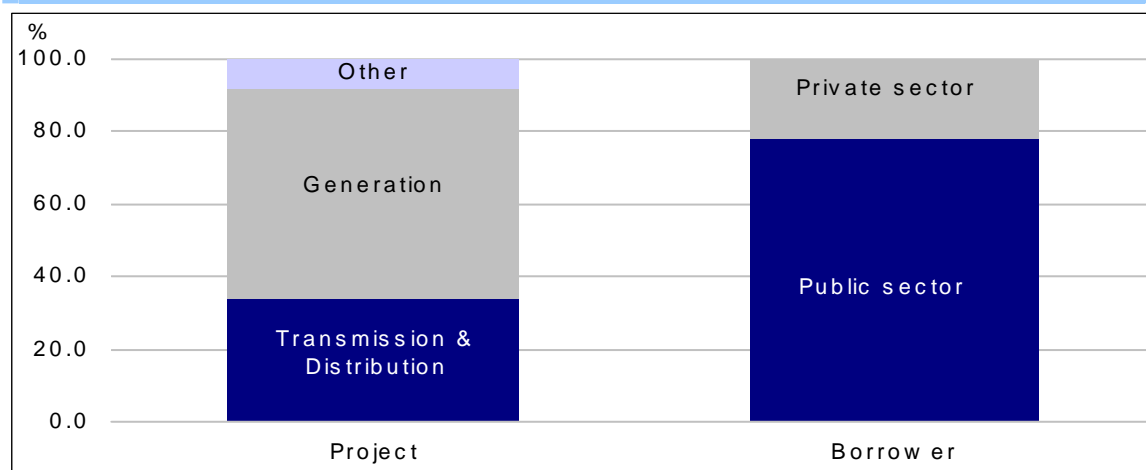 %
100.0
80.0
60.0
40.0
20.0
0.0
Other
Generation
Transmission &
Distribution
Private sector
Public sector
Project
Borrower